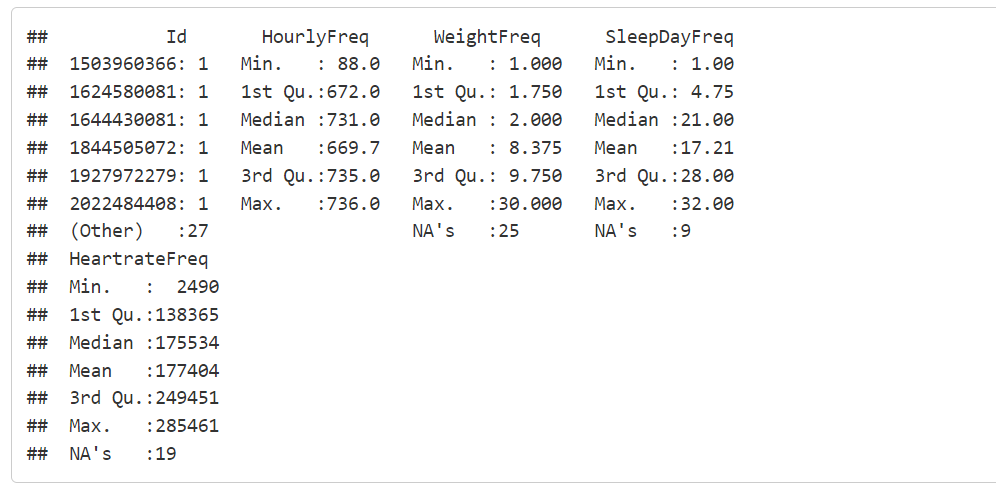 ##           Id       HourlyFreq      WeightFreq      SleepDayFreq
##  1503960366: 1   Min.   : 88.0   Min.   : 1.000   Min.   : 1.00
##  1624580081: 1   1st Qu.:672.0   1st Qu.: 1.750   1st Qu.: 4.75
##  1644430081: 1   Median :731.0   Median : 2.000   Median :21.00
##  1844505072: 1   Mean   :669.7   Mean   : 8.375   Mean   :17.21
##  1927972279: 1   3rd Qu.:735.0   3rd Qu.: 9.750   3rd Qu.:28.00
##  2022484408: 1   Max.   :736.0   Max.   :30.000   Max.   :32.00
##  (Other)   :27                   NA's   :25       NA's   :9
##  HeartrateFreq
##  Min.   :  2490
##  1st Qu.:138365
##  Median :175534
##  Mean   :177404
##  3rd Qu.:249451
##  Max.   :285461
##  NA's   :19